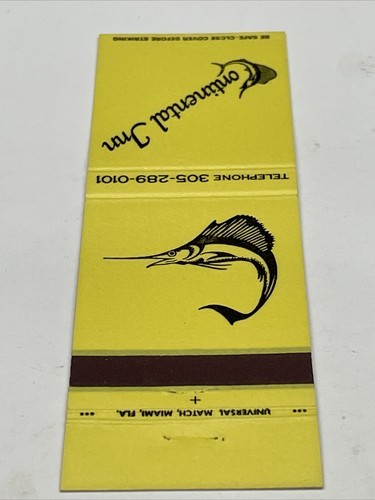 BE SAFE-CLOSE COVER BEFORE STRIKING
Continental Inn
TELEPHONE 305-289-0101
*** UNIVERSAL MATCH, MIAMI, FLA. ***